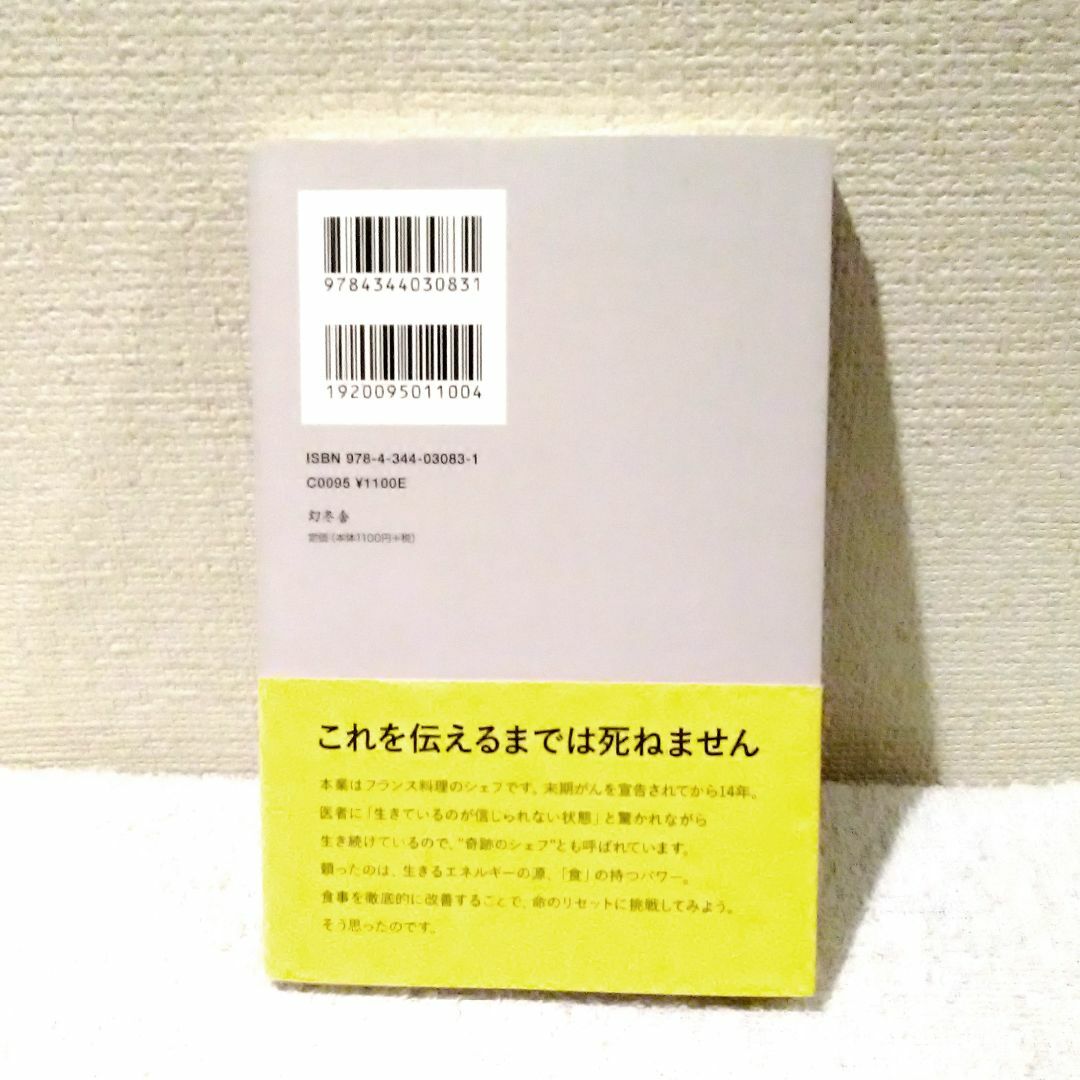 9784344030831
1920095011004
ISBN 978-4-344-03083-1
C0095 ¥1100E
幻冬舎
定価(本体1100円+税)
これを伝えるまでは死ねません
本業はフランス料理のシェフです。末期がんを宣告されてから14年。
医者に「生きているのが信じられない状態」と驚かれながら
生き続けているので、“奇跡のシェフ”とも呼ばれています。
頼ったのは、生きるエネルギーの源、「食」の持つパワー。
食事を徹底的に改善することで、命のリセットに挑戦してみよう。
そう思ったのです。